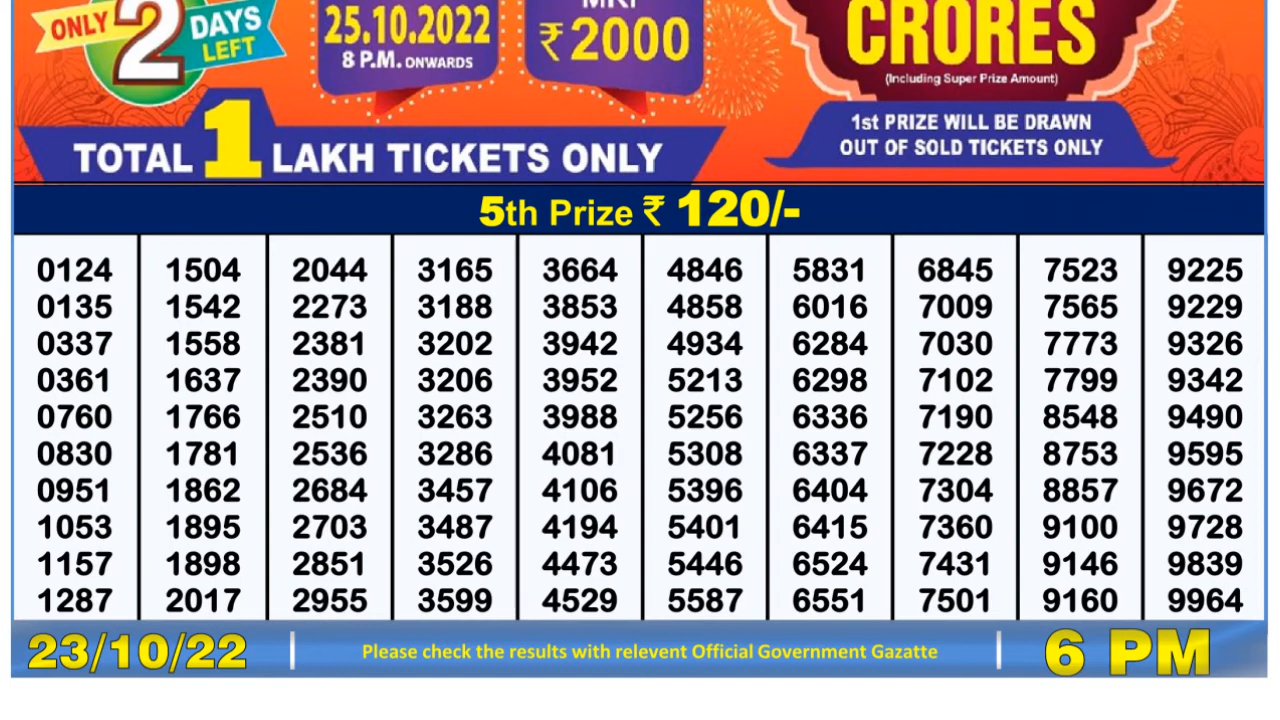 ONLY 2 DAYS LEFT
25.10.2022
8 P.M. ONWARDS
₹2000
CRORES
(Including Super Prize Amount)
TOTAL 1 LAKH TICKETS ONLY
1st PRIZE WILL BE DRAWN
OUT OF SOLD TICKETS ONLY
5th Prize ₹ 120/-
0124 1504 2044 3165 3664 4846 5831 6845 7523 9225
0135 1542 2273 3188 3853 4858 6016 7009 7565 9229
0337 1558 2381 3202 3942 4934 6284 7030 7773 9326
0361 1637 2390 3206 3952 5213 6298 7102 7799 9342
0760 1766 2510 3263 3988 5256 6336 7190 8548 9490
0830 1781 2536 3286 4081 5308 6337 7228 8753 9595
0951 1862 2684 3457 4106 5396 6404 7304 8857 9672
1053 1895 2703 3487 4194 5401 6415 7360 9100 9728
1157 1898 2851 3526 4473 5446 6524 7431 9146 9839
1287 2017 2955 3599 4529 5587 6551 7501 9160 9964
23/10/22 | Please check the results with relevent Official Government Gazatte | 6 PM